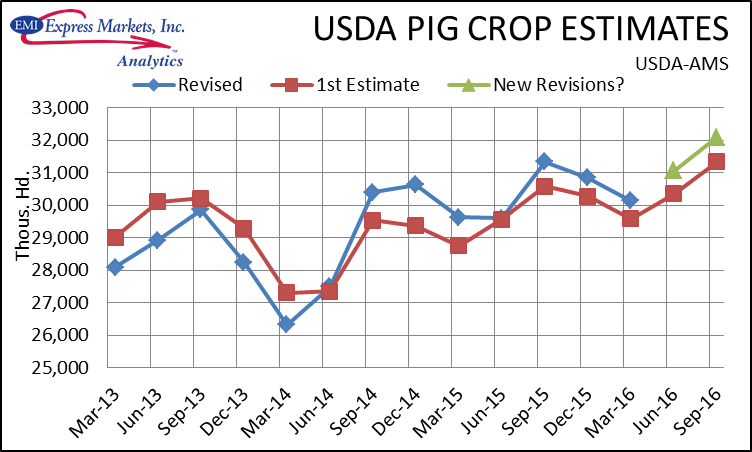 EMI Express Markets, Inc.
Analytics
USDA PIG CROP ESTIMATES
USDA-AMS
Revised 1st Estimate New Revisions?
Thous. Hd.
33,000
32,000
31,000
30,000
29,000
28,000
27,000
26,000
25,000
Mar-13 Jun-13 Sep-13 Dec-13 Mar-14 Jun-14 Sep-14 Dec-14 Mar-15 Jun-15 Sep-15 Dec-15 Mar-16 Jun-16 Sep-16